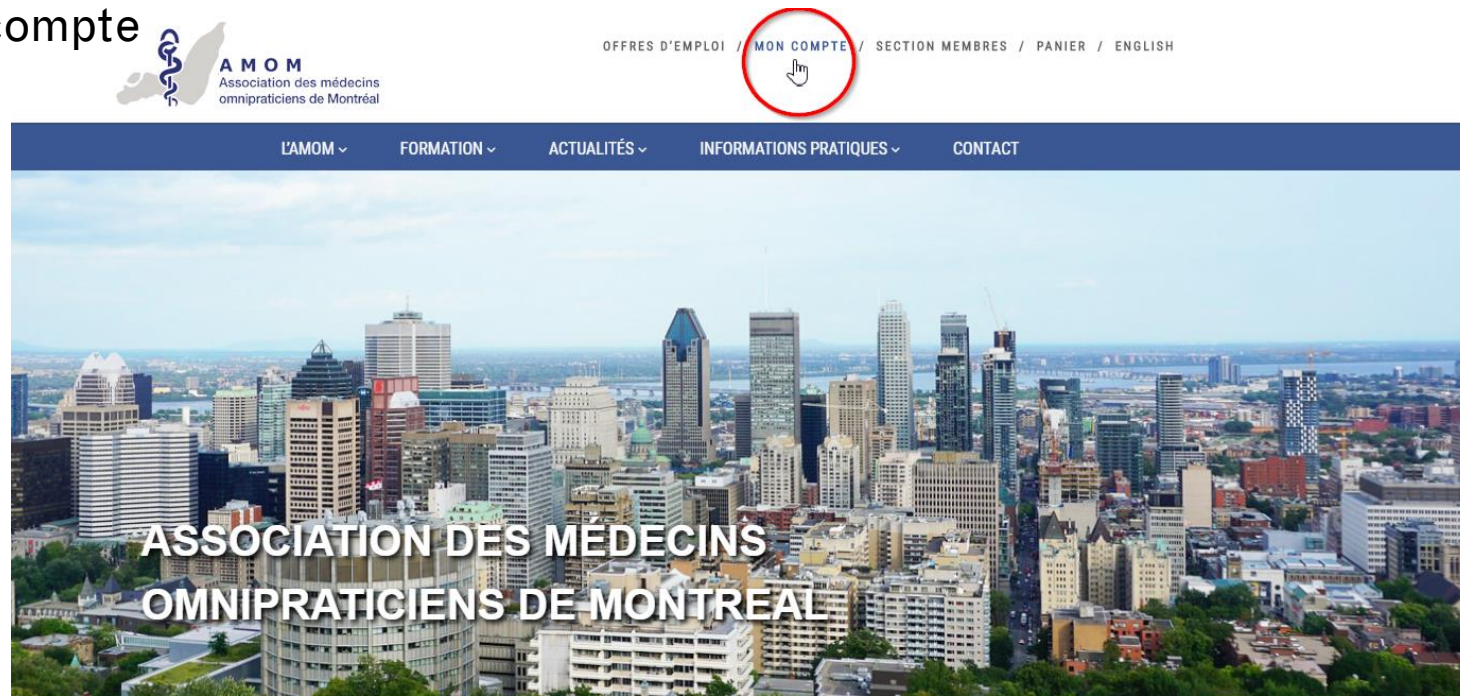 compte
AMOM
Association des médecins
omnipraticiens de Montréal
OFFRES D'EMPLOI / MON COMPTE / SECTION MEMBRES / PANIER / ENGLISH
L'AMOM
FORMATION
ACTUALITÉS
INFORMATIONS PRATIQUES
CONTACT
ASSOCIATION DES MÉDECINS
OMNIPRATICIENS DE MONTREAL